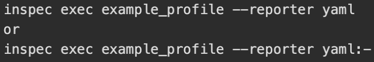 inspec exec example_profile --reporter yaml
or
inspec exec example_profile --reporter yaml:-